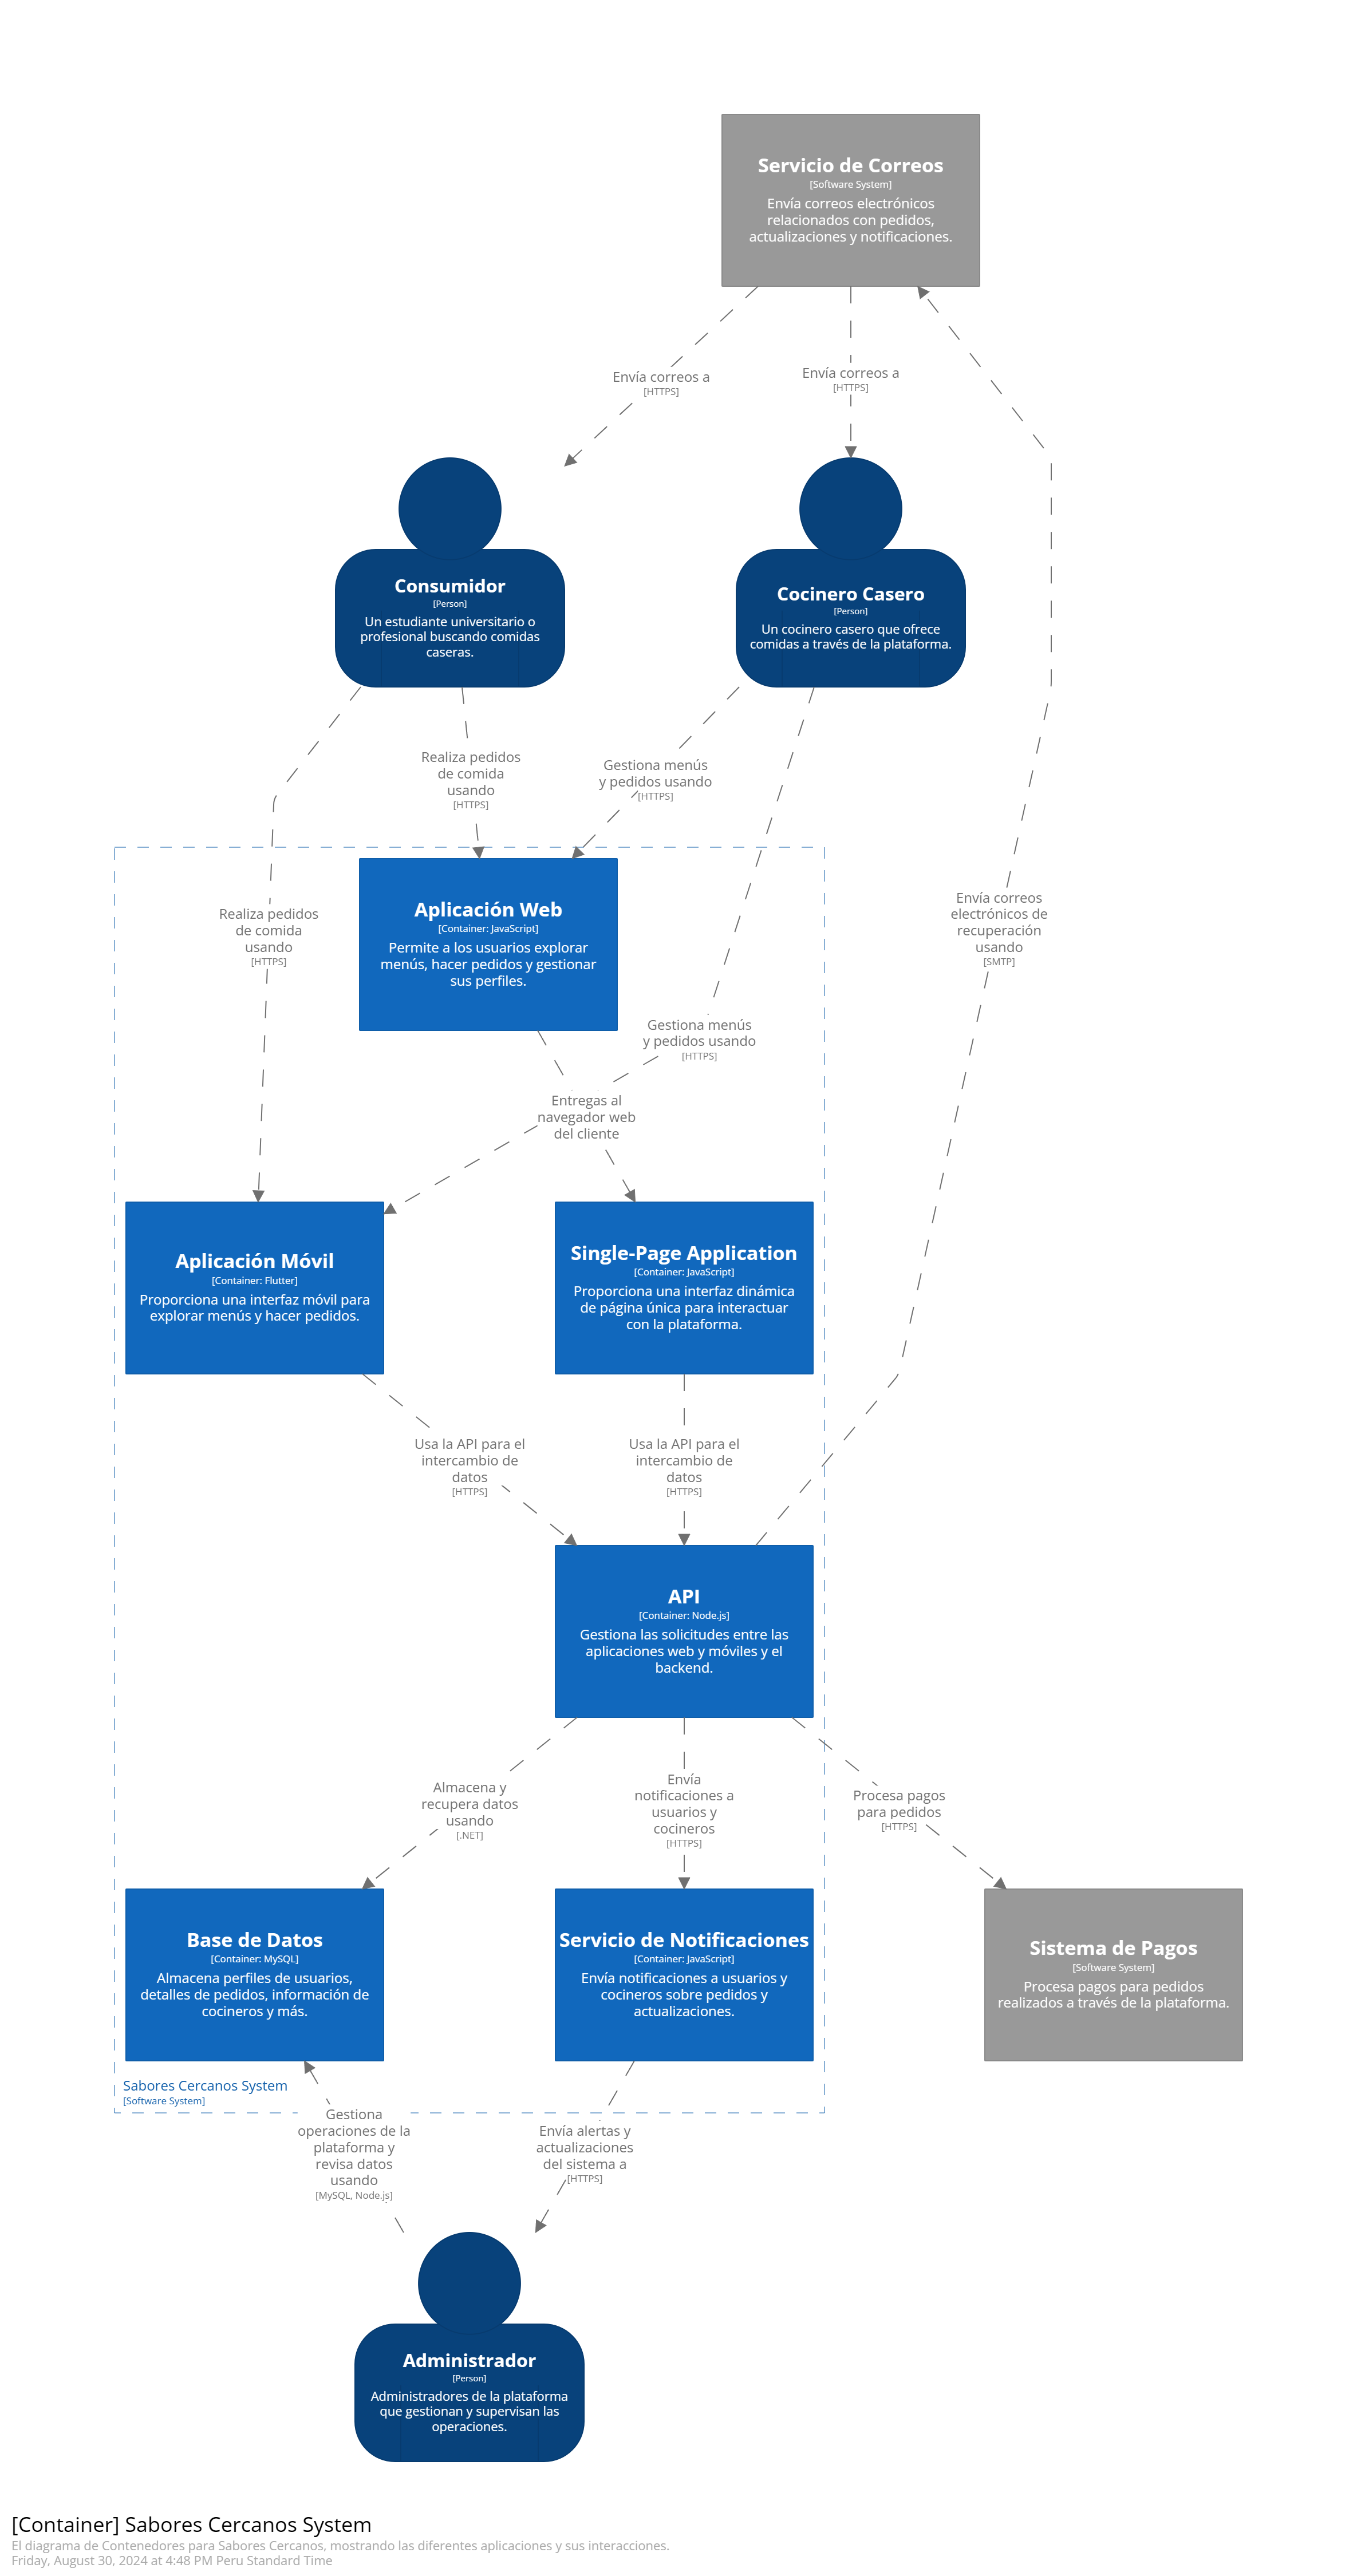 Servicio de Correos
[Software System]
Envía correos electrónicos
relacionados con pedidos,
actualizaciones y notificaciones.
Envía correos a
[HTTPS]
Envía correos a
[HTTPS]
Consumidor
[Person]
Un estudiante universitario o
profesional buscando comidas
caseras.
Cocinero Casero
[Person]
Un cocinero casero que ofrece
comidas a través de la plataforma.
Realiza pedidos
de comida
usando
[HTTPS]
Gestiona menús
y pedidos usando
[HTTPS]
Realiza pedidos
de comida
usando
[HTTPS]
Aplicación Web
[Container: JavaScript]
Permite a los usuarios explorar
menús, hacer pedidos y gestionar
sus perfiles.
Envía correos
electrónicos de
recuperación
usando
[SMTP]
Gestiona menús
y pedidos usando
[HTTPS]
Entregas al
navegador web
del cliente
Aplicación Móvil
[Container: Flutter]
Proporciona una interfaz móvil para
explorar menús y hacer pedidos.
Single-Page Application
[Container: JavaScript]
Proporciona una interfaz dinámica
de página única para interactuar
con la plataforma.
Usa la API para el
intercambio de
datos
[HTTPS]
Usa la API para el
intercambio de
datos
[HTTPS]
API
[Container: Node.js]
Gestiona las solicitudes entre las
aplicaciones web y móviles y el
backend.
Almacena y
recupera datos
usando
[.NET]
Envía
notificaciones a
usuarios y
cocineros
[HTTPS]
Procesa pagos
para pedidos
[HTTPS]
Base de Datos
[Container: MySQL]
Almacena perfiles de usuarios,
detalles de pedidos, información de
cocineros y más.
Servicio de Notificaciones
[Container: JavaScript]
Envía notificaciones a usuarios y
cocineros sobre pedidos y
actualizaciones.
Sistema de Pagos
[Software System]
Procesa pagos para pedidos
realizados a través de la plataforma.
Sabores Cercanos System
[Software System]
Gestiona
operaciones de la
plataforma y
revisa datos
usando
[MySQL, Node.js]
Envía alertas y
actualizaciones
del sistema a
[HTTPS]
Administrador
[Person]
Administradores de la plataforma
que gestionan y supervisan las
operaciones.
[Container] Sabores Cercanos System
El diagrama de Contenedores para Sabores Cercanos, mostrando las diferentes aplicaciones y sus interacciones.
Friday, August 30, 2024 at 4:48 PM Peru Standard Time